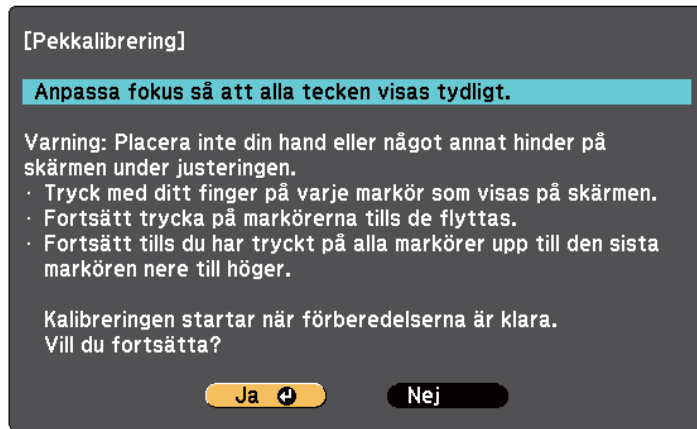 [Pekkalibrering]
Anpassa fokus så att alla tecken visas tydligt.
Varning: Placera inte din hand eller något annat hinder på
skärmen under justeringen.
· Tryck med ditt finger på varje markör som visas på skärmen.
· Fortsätt trycka på markörerna tills de flyttas.
· Fortsätt tills du har tryckt på alla markörer upp till den sista
markören nere till höger.
Kalibreringen startar när förberedelserna är klara.
Vill du fortsätta?
Ja Nej